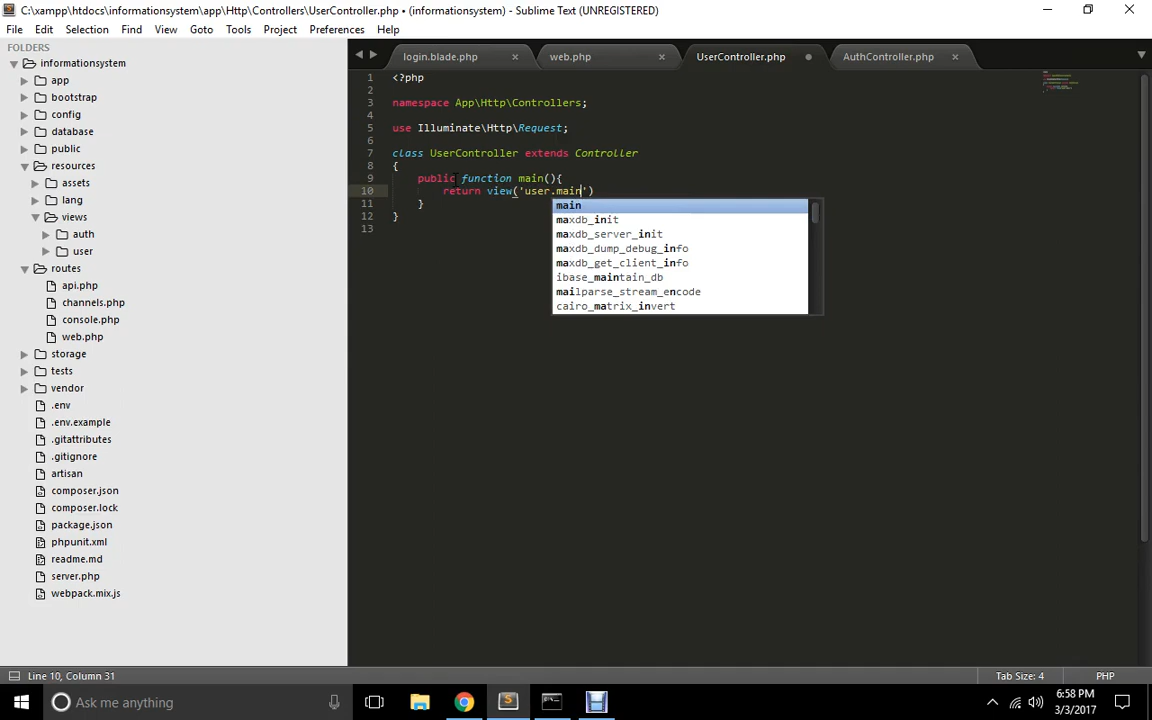 C:\xampp\htdocs\informationsystem\app\Http\Controllers\UserController.php • (informationsystem) - Sublime Text (UNREGISTERED)
File Edit Selection Find View Goto Tools Project Preferences Help
FOLDERS
informationsystem
app
bootstrap
config
database
public
resources
assets
lang
views
auth
user
routes
api.php
channels.php
console.php
web.php
storage
tests
vendor
.env
.env.example
.gitattributes
.gitignore
artisan
composer.json
composer.lock
package.json
phpunit.xml
readme.md
server.php
webpack.mix.js
login.blade.php × web.php × UserController.php AuthController.php ×
1 <?php
2
3 namespace App\Http\Controllers;
4
5 use Illuminate\Http\Request;
6
7 class UserController extends Controller
8 {
9 public function main(){
10 return view('user.main')
11 }
12 }
13
main
maxdb_init
maxdb_server_init
maxdb_dump_debug_info
maxdb_get_client_info
ibase_maintain_db
mailparse_stream_encode
cairo_matrix_invert
Line 10, Column 31 Tab Size: 4 PHP
Ask me anything 6:58 PM
3/3/2017